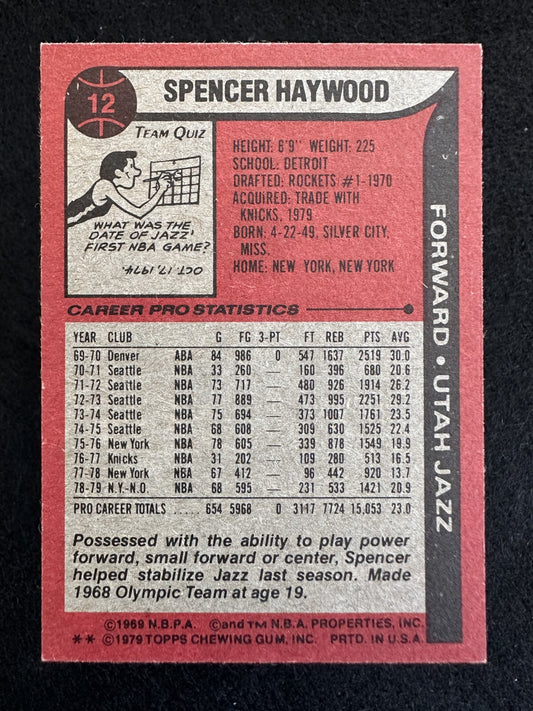 12
SPENCER HAYWOOD
TEAM QUIZ
WHAT WAS THE
DATE OF JAZZ'
FIRST NBA GAME?
OCT. 17, 1974.
HEIGHT: 6'9" WEIGHT: 225
SCHOOL: DETROIT
DRAFTED: ROCKETS #1-1970
ACQUIRED: TRADE WITH
KNICKS, 1979
BORN: 4-22-49, SILVER CITY,
MISS.
HOME: NEW YORK, NEW YORK
FORWARD • UTAH JAZZ
CAREER PRO STATISTICS
YEAR CLUB G FG 3-PT FT REB PTS AVG
69-70 Denver ABA 84 986 0 547 1637 2519 30.0
70-71 Seattle NBA 33 260 160 396 680 20.6
71-72 Seattle NBA 73 717 480 926 1914 26.2
72-73 Seattle NBA 77 889 473 995 2251 29.2
73-74 Seattle NBA 75 694 373 1007 1761 23.5
74-75 Seattle NBA 68 608 309 630 1525 22.4
75-76 New York NBA 78 605 339 878 1549 19.9
76-77 Knicks NBA 31 202 109 280 513 16.5
77-78 New York NBA 67 412 96 442 920 13.7
78-79 N.Y.-N.O. NBA 68 595 231 533 1421 20.9
PRO CAREER TOTALS ..... 654 5968 0 3117 7724 15,053 23.0
Possessed with the ability to play power
forward, small forward or center, Spencer
helped stabilize Jazz last season. Made
1968 Olympic Team at age 19.
©1969 N.B.P.A. ©and TM N.B.A. PROPERTIES, INC.
** ©1979 TOPPS CHEWING GUM, INC. PRTD. IN U.S.A.